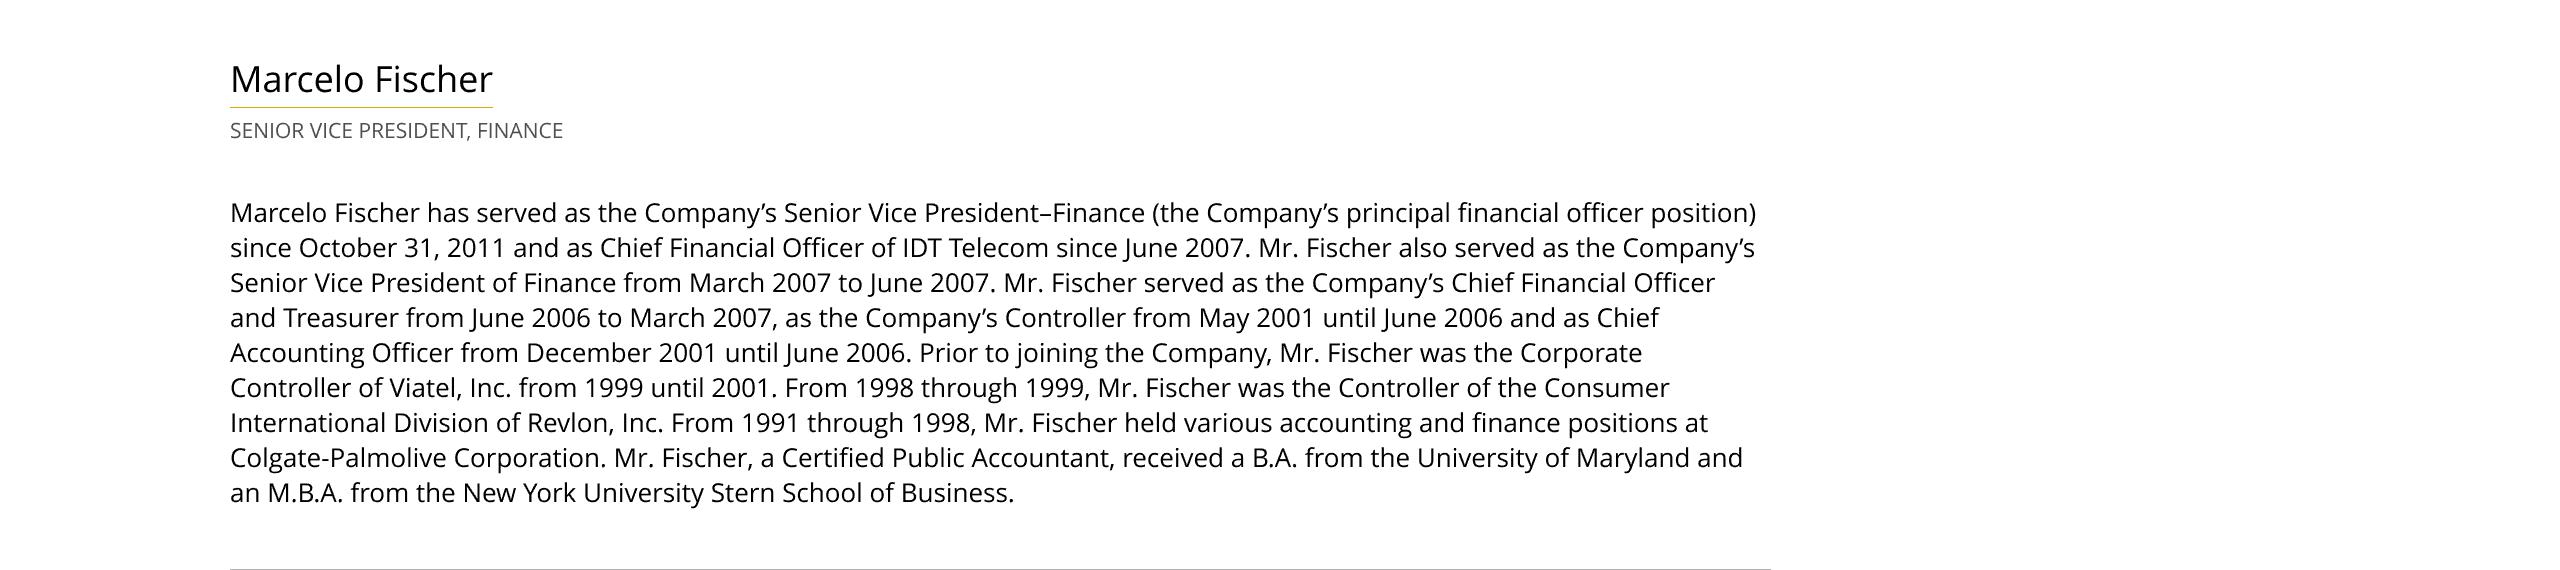 Marcelo Fischer
SENIOR VICE PRESIDENT, FINANCE
Marcelo Fischer has served as the Company’s Senior Vice President–Finance (the Company’s principal financial officer position)
since October 31, 2011 and as Chief Financial Officer of IDT Telecom since June 2007. Mr. Fischer also served as the Company’s
Senior Vice President of Finance from March 2007 to June 2007. Mr. Fischer served as the Company’s Chief Financial Officer
and Treasurer from June 2006 to March 2007, as the Company’s Controller from May 2001 until June 2006 and as Chief
Accounting Officer from December 2001 until June 2006. Prior to joining the Company, Mr. Fischer was the Corporate
Controller of Viatel, Inc. from 1999 until 2001. From 1998 through 1999, Mr. Fischer was the Controller of the Consumer
International Division of Revlon, Inc. From 1991 through 1998, Mr. Fischer held various accounting and finance positions at
Colgate-Palmolive Corporation. Mr. Fischer, a Certified Public Accountant, received a B.A. from the University of Maryland and
an M.B.A. from the New York University Stern School of Business.